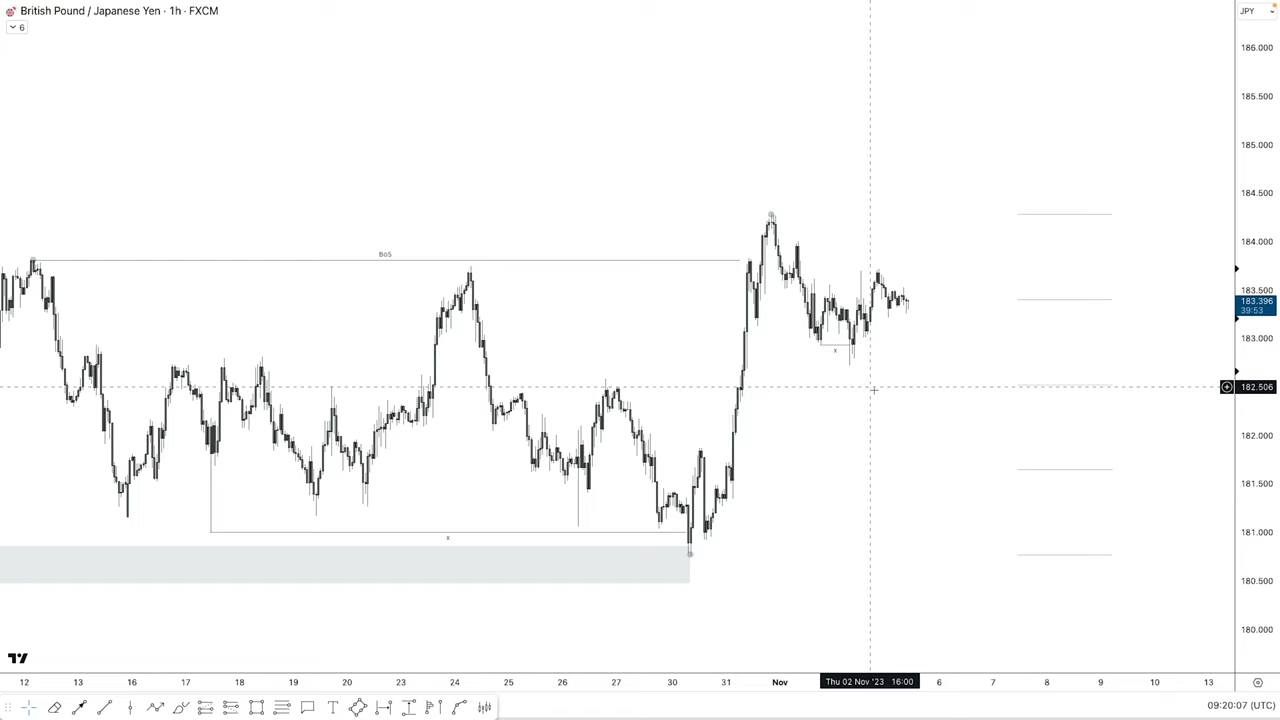 British Pound / Japanese Yen · 1h · FXCM
JPY
6
186.000
185.500
185.000
184.500
184.000
183.500
183.396
39:53
183.000
182.506
182.000
181.500
181.000
180.500
180.000
BoS
x
x
12 13 16 17 18 19 20 23 24 25 26 27 30 31 Nov Thu 02 Nov '23 16:00 6 7 8 9 10 13
09:20:07 (UTC)